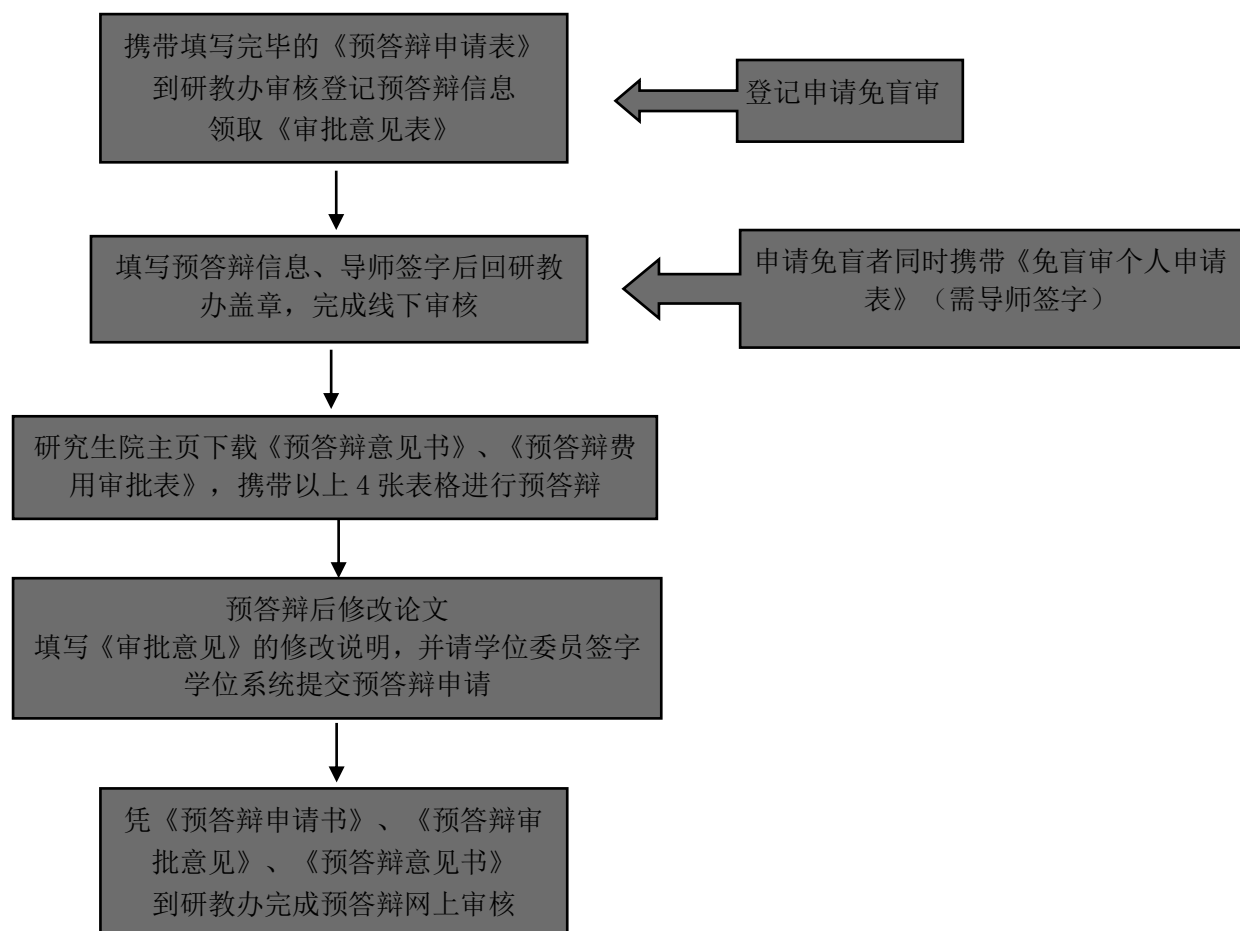 携带填写完毕的《预答辩申请表》
到研教办审核登记预答辩信息
领取《审批意见表》
登记申请免盲审
填写预答辩信息、导师签字后回研教
办盖章，完成线下审核
申请免盲者同时携带《免盲审个人申请
表》（需导师签字）
研究生院主页下载《预答辩意见书》、《预答辩费
用审批表》，携带以上 4 张表格进行预答辩
预答辩后修改论文
填写《审批意见》的修改说明，并请学位委员签字
学位系统提交预答辩申请
凭《预答辩申请书》、《预答辩审
批意见》、《预答辩意见书》
到研教办完成预答辩网上审核